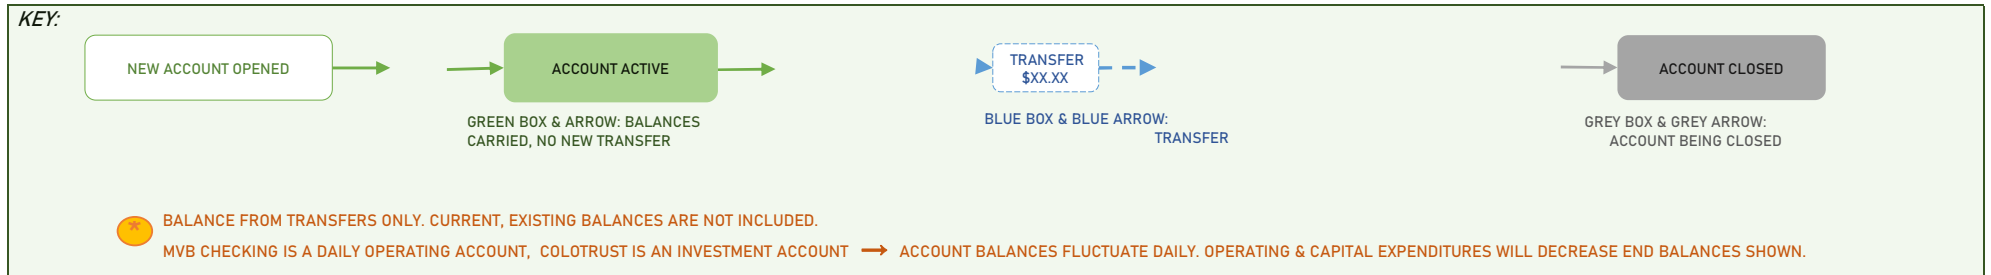 KEY:
NEW ACCOUNT OPENED
ACCOUNT ACTIVE
TRANSFER
$XX.XX
ACCOUNT CLOSED
GREEN BOX & ARROW: BALANCES
CARRIED, NO NEW TRANSFER
BLUE BOX & BLUE ARROW:
TRANSFER
GREY BOX & GREY ARROW:
ACCOUNT BEING CLOSED
* BALANCE FROM TRANSFERS ONLY. CURRENT, EXISTING BALANCES ARE NOT INCLUDED.
MVB CHECKING IS A DAILY OPERATING ACCOUNT, COLOTRUST IS AN INVESTMENT ACCOUNT → ACCOUNT BALANCES FLUCTUATE DAILY. OPERATING & CAPITAL EXPENDITURES WILL DECREASE END BALANCES SHOWN.